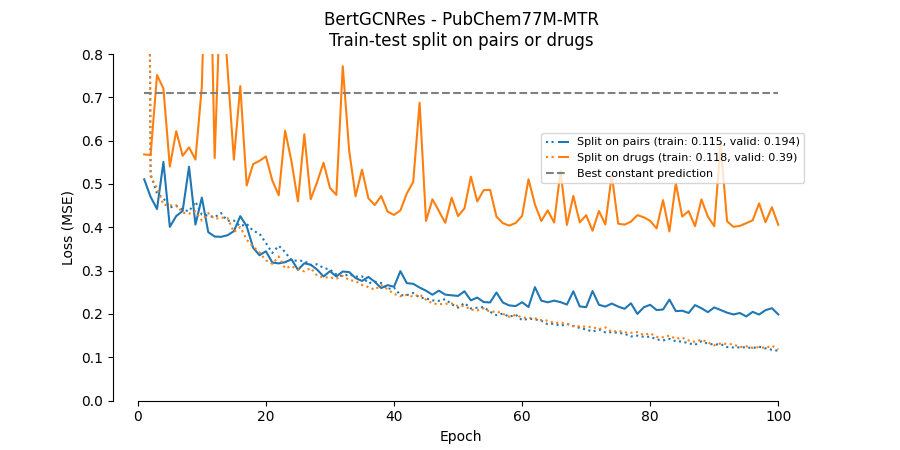 BertGCNRes - PubChem77M-MTR
Train-test split on pairs or drugs
0.8
0.7
0.6
0.5
0.4
0.3
0.2
0.1
0.0
Loss (MSE)
Split on pairs (train: 0.115, valid: 0.194)
Split on drugs (train: 0.118, valid: 0.39)
Best constant prediction
0
20
40
60
80
100
Epoch